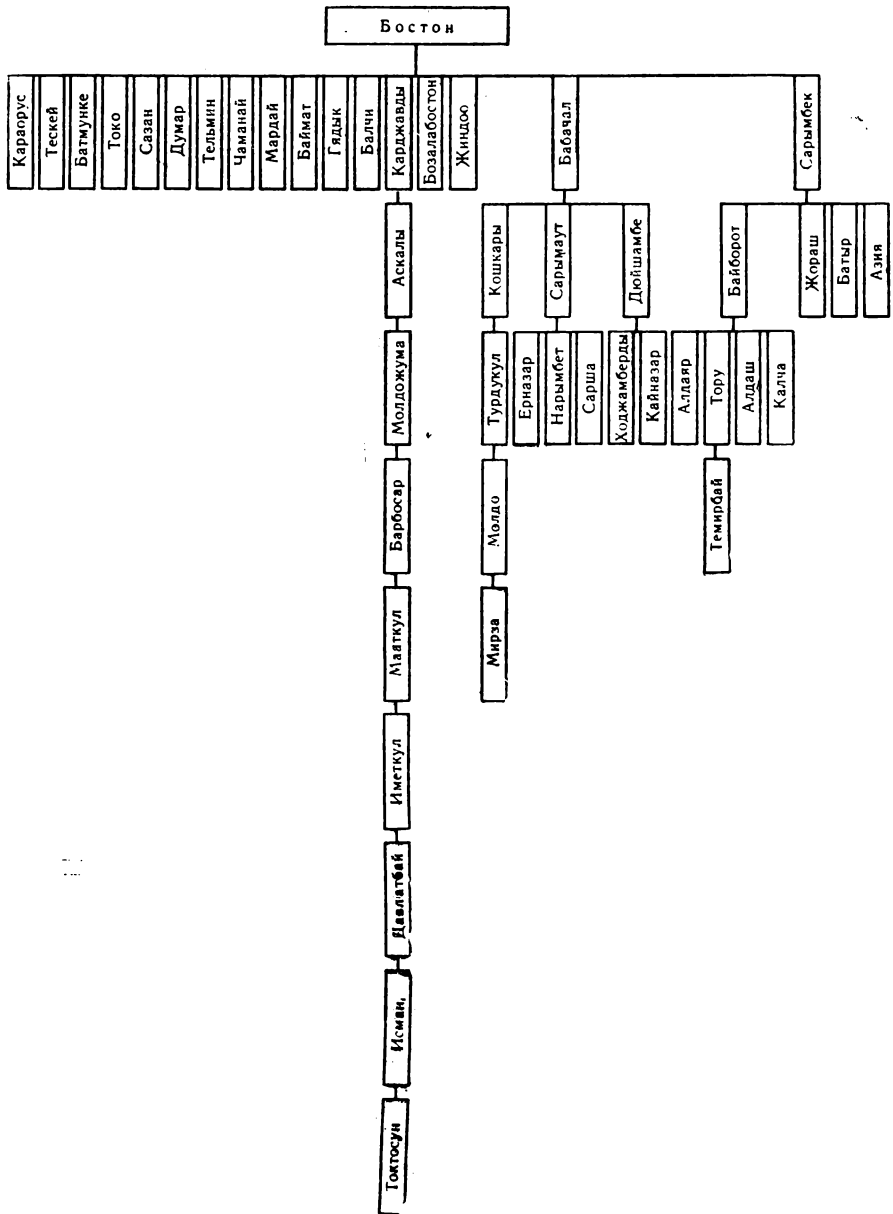 Бостон
Караорус
Тескей
Батмунке
Токо
Сазан
Думар
Тельмин
Чаманай
Мардай
Баймат
Гядык
Балчи
Карджавды
Бозалабостон
Жиндоо
Бабачал
Сарымбек
Аскалы
Кошкары
Сарымаут
Дюйшамбе
Байборот
Жораш
Батыр
Азия
Молдожума
Турдукул
Ерназар
Нарымбет
Сарша
Ходжамберды
Кайназар
Алдаяр
Тору
Алдаш
Калча
Барбосар
Молдо
Темирбай
Маяткул
Мирза
Иметкул
Давлатбай
Исман,
Токтосун